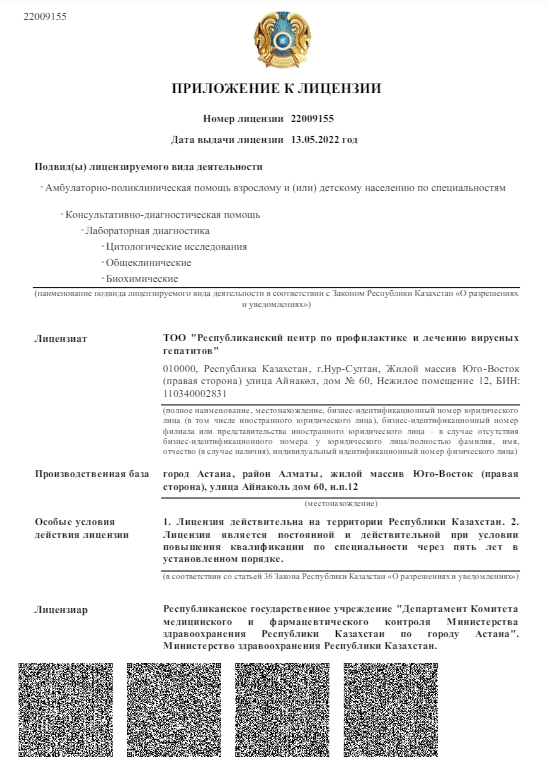 22009155
ПРИЛОЖЕНИЕ К ЛИЦЕНЗИИ
Номер лицензии 22009155
Дата выдачи лицензии 13.05.2022 год
Подвид(ы) лицензируемого вида деятельности
- Амбулаторно-поликлиническая помощь взрослому и (или) детскому населению по специальностям
- Консультативно-диагностическая помощь
- Лабораторная диагностика
- Цитологические исследования
- Общеклинические
- Биохимические
(наименование подвида лицензируемого вида деятельности в соответствии с Законом Республики Казахстан «О разрешениях
и уведомлениях»)
Лицензиат
ТОО "Республиканский центр по профилактике и лечению вирусных
гепатитов"
010000, Республика Казахстан, г.Нур-Султан, Жилой массив Юго-Восток
(правая сторона) улица Айнакөл, дом № 60, Нежилое помещение 12, БИН:
110340002831
(полное наименование, местонахождение, бизнес-идентификационный номер юридического
лица (в том числе иностранного юридического лица), бизнес-идентификационный номер
филиала или представительства иностранного юридического лица – в случае отсутствия
бизнес-идентификационного номера у юридического лица/полностью фамилия, имя,
отчество (в случае наличия), индивидуальный идентификационный номер физического лица)
Производственная база
город Астана, район Алматы, жилой массив Юго-Восток (правая
сторона), улица Айнаколь дом 60, н.п.12
(местонахождение)
Особые условия
действия лицензии
1. Лицензия действительна на территории Республики Казахстан. 2.
Лицензия является постоянной и действительной при условии
повышения квалификации по специальности через пять лет в
установленном порядке.
(в соответствии со статьей 36 Закона Республики Казахстан «О разрешениях и уведомлениях»)
Лицензиар
Республиканское государственное учреждение "Департамент Комитета
медицинского и фармацевтического контроля Министерства
здравоохранения Республики Казахстан по городу Астана".
Министерство здравоохранения Республики Казахстан.